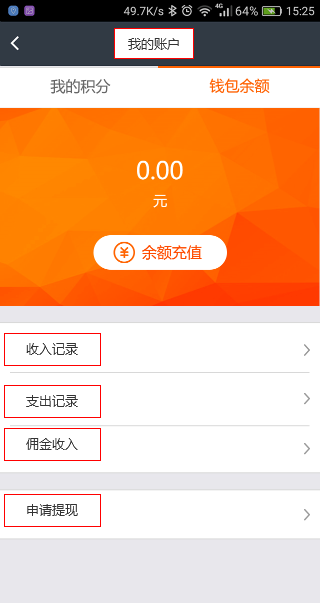 49.7K/s 4G 64% 15:25
我的账户
我的积分 钱包余额
0.00
元
余额充值
收入记录
支出记录
佣金收入
申请提现